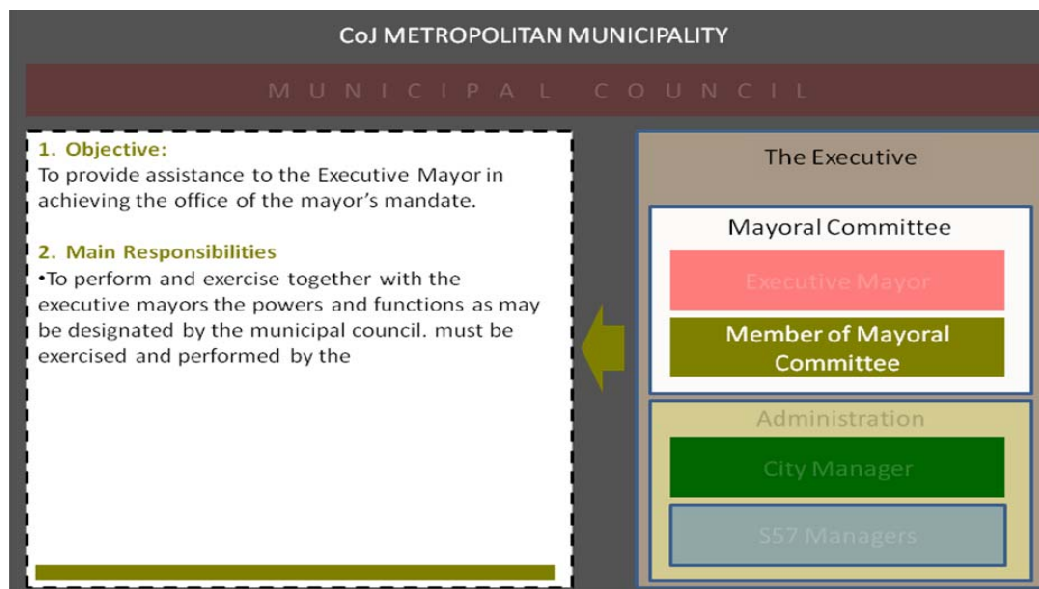 CoJ METROPOLITAN MUNICIPALITY
MUNICIPAL COUNCIL
1. Objective:
To provide assistance to the Executive Mayor in
achieving the office of the mayor's mandate.
2. Main Responsibilities
•To perform and exercise together with the
executive mayors the powers and functions as may
be designated by the municipal council. must be
exercised and performed by the
The Executive
Mayoral Committee
Executive Mayor
Member of Mayoral
Committee
Administration
City Manager
S57 Managers